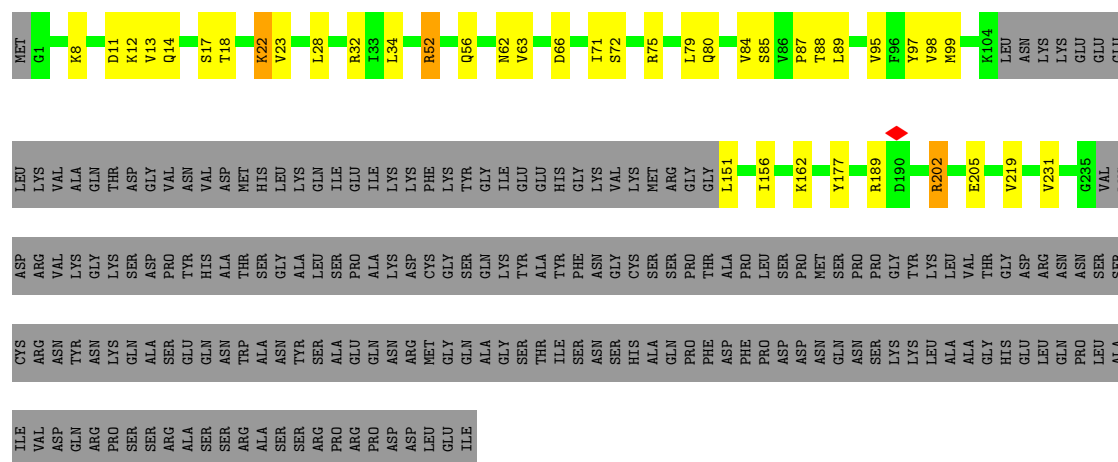 MET G1 K8 D11 K12 V13 Q14 S17 T18 K22 V23 L28 R32 I33 L34 R52 Q56 N62 V63 D66 I71 S72 R75 L79 Q80 V84 S85 V86 P87 T88 L89 V95 F96 Y97 V98 M99 K104 LEU ASN LYS LYS GLU GLU GLU
LEU LYS VAL ALA GLN THR ASP GLY VAL ASN VAL ASP MET HIS LEU LYS GLN ILE GLU ILE LYS LYS PHE LYS TYR GLY ILE GLU GLU HIS GLY LYS VAL LYS MET ARG GLY GLY L151 I156 K162 Y177 R189 D190 R202 E205 V219 V231 G235 VAL
ASP ARG VAL LYS GLY LYS SER ASP PRO TYR HIS ALA THR SER GLY ALA LEU SER PRO ALA LYS ASP CYS GLY SER GLN LYS TYR ALA TYR PHE ASN GLY CYS SER SER PRO THR ALA PRO LEU SER PRO MET SER PRO PRO GLY TYR LYS LEU VAL THR GLY ASP ARG ASN ASN SER SER
CYS ARG ASN TYR ASN LYS GLN ALA SER GLU GLN ASN TRP ALA ASN TYR SER ALA GLU GLN ASN ARG MET GLY GLN ALA GLY SER THR ILE SER ASN SER HIS ALA GLN PRO PHE ASP PHE PRO ASP ASP ASN GLN ASN SER LYS LYS LEU ALA ALA GLY HIS GLU LEU GLN PRO LEU ALA
ILE VAL ASP GLN ARG PRO SER SER ARG ALA SER SER ARG ALA SER SER ARG PRO ARG PRO ASP ASP LEU GLU ILE